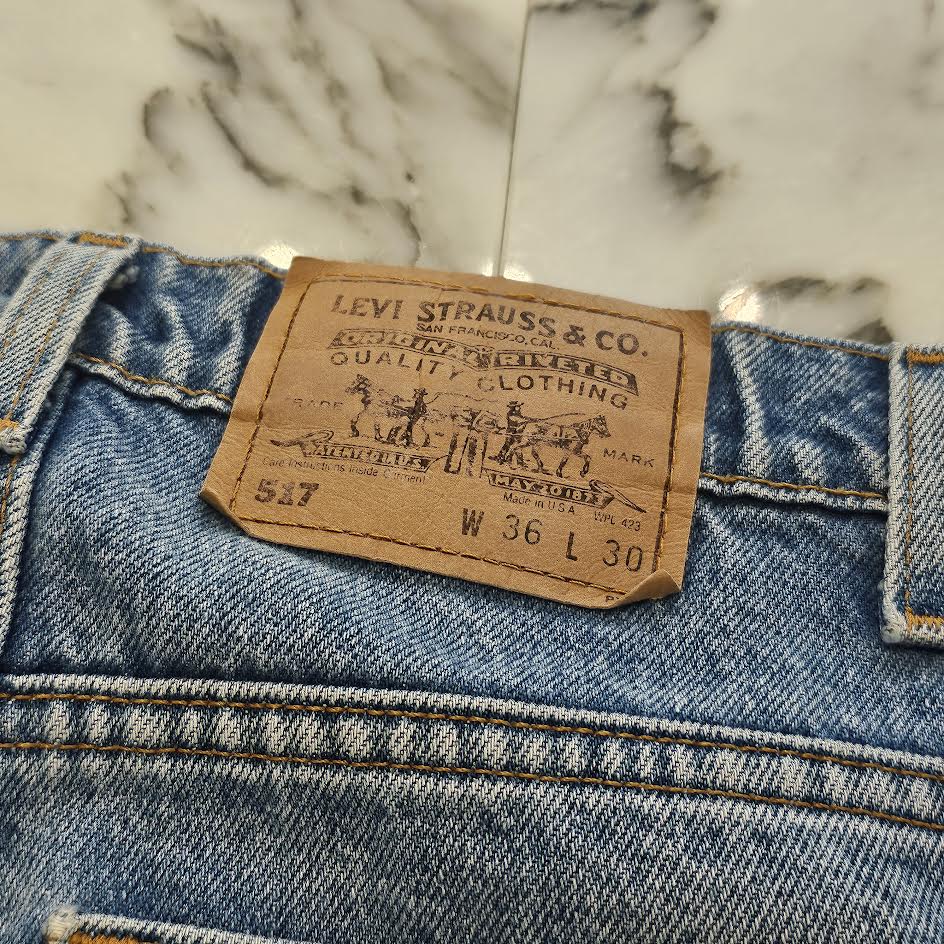 LEVI STRAUSS & CO.
SAN FRANCISCO, CAL.
ORIGINAL RIVETED
QUALITY CLOTHING
TRADE MARK
PATENTED IN U.S. MAY 20 1873
Care instructions inside garment
Made in U S A WPL 423
517
W 36 L 30